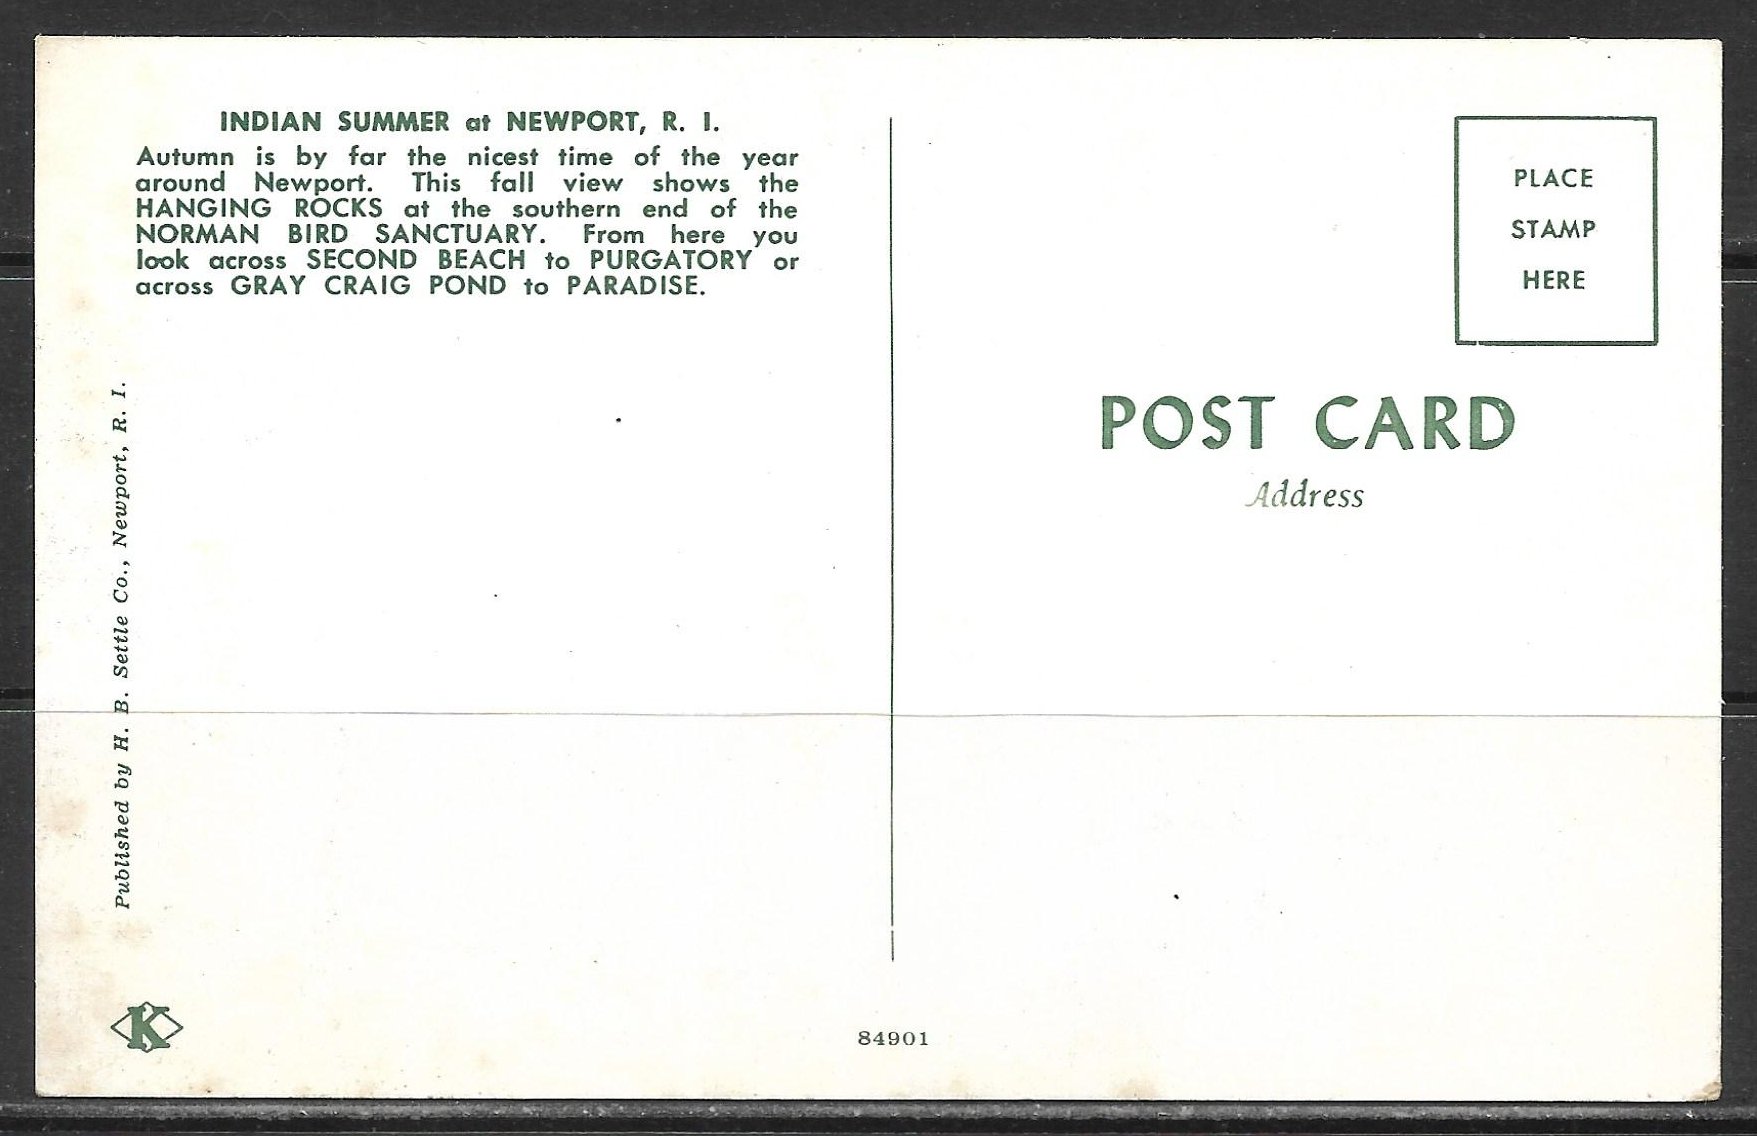 INDIAN SUMMER at NEWPORT, R. I.
Autumn is by far the nicest time of the year
around Newport. This fall view shows the
HANGING ROCKS at the southern end of the
NORMAN BIRD SANCTUARY. From here you
look across SECOND BEACH to PURGATORY or
across GRAY CRAIG POND to PARADISE.
Published by H. B. Settle Co., Newport, R. I.
K
84901
PLACE
STAMP
HERE
POST CARD
Address